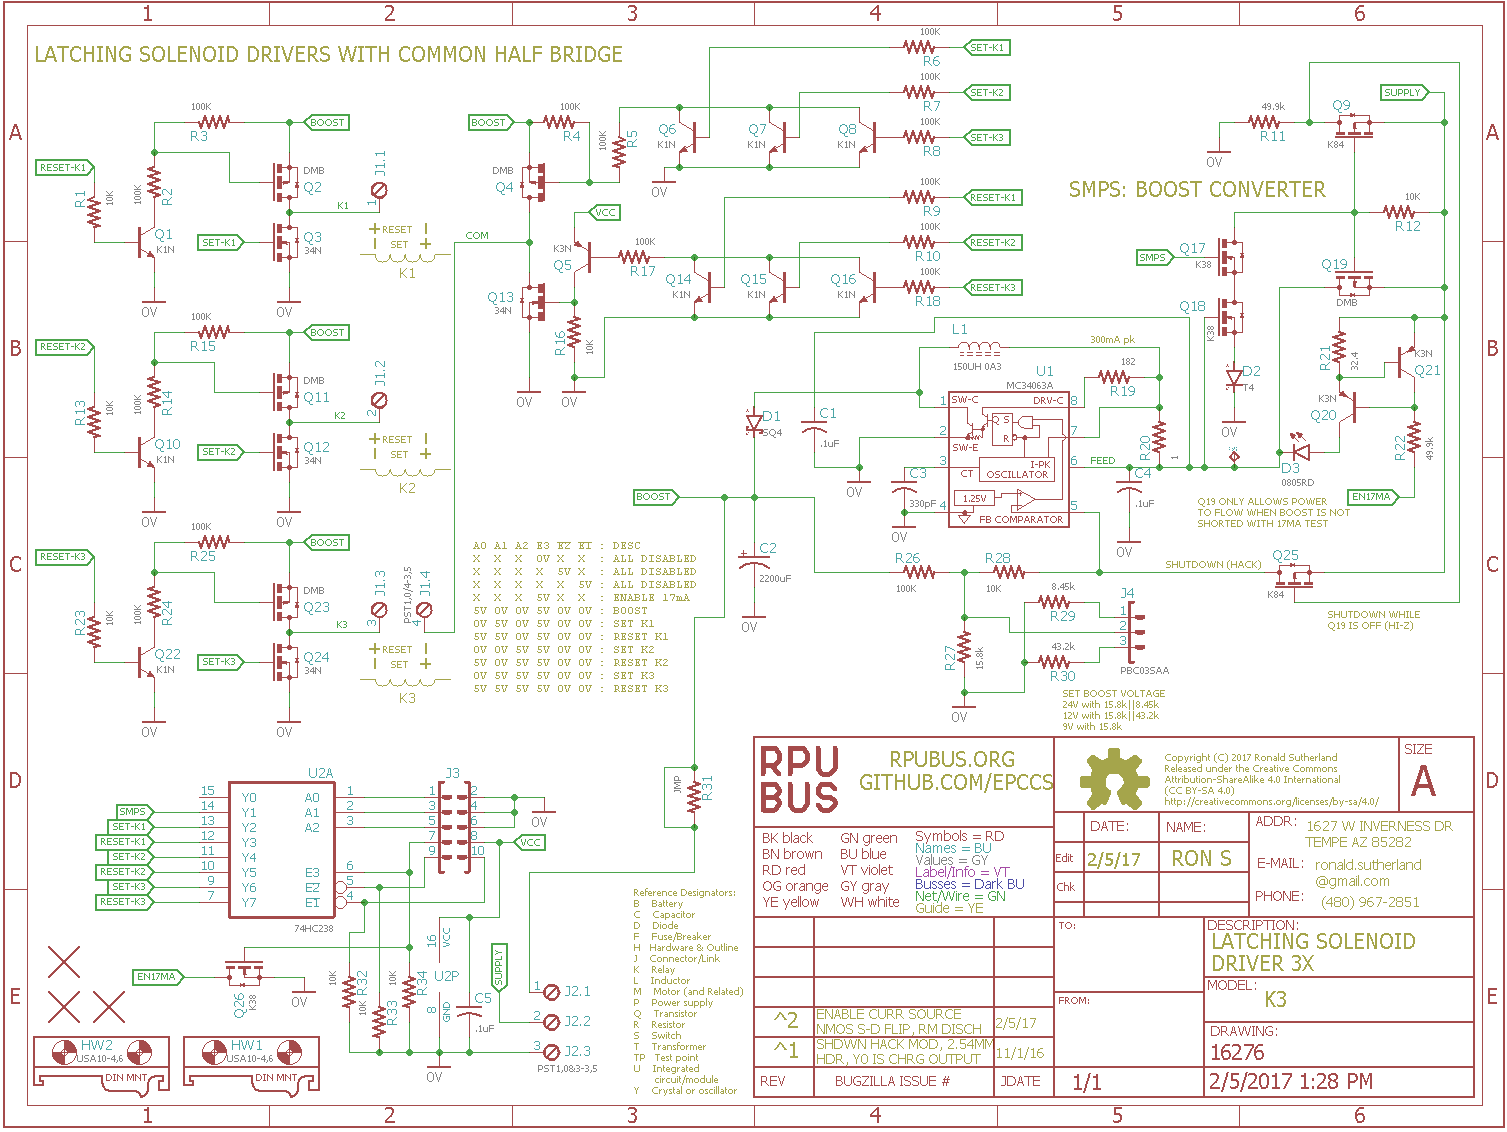 1 2 3 4 5 6
A
B
C
D
E
LATCHING SOLENOID DRIVERS WITH COMMON HALF BRIDGE
100K
R3
BOOST
RESET-K1
R1
10K
100K
R2
DMB
Q2
J1.1
1
K1
Q1
K1N
SET-K1
Q3
34N
RESET
SET
K1
0V
0V
100K
R15
BOOST
RESET-K2
R13
10K
100K
R14
DMB
Q11
J1.2
2
K2
Q10
K1N
SET-K2
Q12
34N
RESET
SET
K2
0V
0V
100K
R25
BOOST
RESET-K3
R23
10K
100K
R24
DMB
Q23
J1.3
3
PST1,0/4-3,5
J1.4
4
K3
Q22
K1N
SET-K3
Q24
34N
RESET
SET
K3
0V
0V
BOOST
100K
R4
100K
R5
DMB
Q4
Q6
K1N
Q7
K1N
Q8
K1N
0V
100K
R6
SET-K1
100K
R7
SET-K2
100K
R8
SET-K3
100K
R9
RESET-K1
100K
R10
RESET-K2
100K
R18
RESET-K3
VCC
COM
K3N
Q5
100K
R17
Q14
K1N
Q15
K1N
Q16
K1N
Q13
34N
R16
10K
0V
0V
SMPS: BOOST CONVERTER
49.9k
R11
0V
Q9
K84
SUPPLY
10K
R12
SMPS
Q17
K38
Q18
K38
Q19
DMB
D2
T4
0V
R21
32.4
K3N
Q21
K3N
Q20
R22
49.9k
D3
0805RD
EN17MA
Q19 ONLY ALLOWS POWER
TO FLOW WHEN BOOST IS NOT
SHORTED WITH 17MA TEST
L1
150UH 0A3
300mA pk
U1
MC34063A
182
R19
R20
1
1 SW-C DRV-C 8
2 SW-E 7
Q S
R
3 CT I-PK 6
OSCILLATOR
1.25V
4 FB COMPARATOR 5
FEED
D1
SQ4
C1
.1uF
0V
C3
330pF
0V
C4
.1uF
0V
BOOST
C2
2200uF
0V
R26
100K
R28
10K
R27
15.8k
0V
8.45k
R29
43.2k
R30
J4
1
2
3
PBC03SAA
SHUTDOWN (HACK)
Q25
K84
SHUTDOWN WHILE
Q19 IS OFF (HI-Z)
SET BOOST VOLTAGE
24V with 15.8k||8.45k
12V with 15.8k||43.2k
9V with 15.8k
A0 A1 A2 E3 E2 E1 : DESC
X X X 0V X X : ALL DISABLED
X X X X 5V X : ALL DISABLED
X X X X X 5V : ALL DISABLED
X X X 5V X X : ENABLE 17mA
5V 0V 0V 5V 0V 0V : BOOST
0V 5V 0V 5V 0V 0V : SET K1
5V 5V 0V 5V 0V 0V : RESET K1
0V 0V 5V 5V 0V 0V : SET K2
5V 0V 5V 5V 0V 0V : RESET K2
0V 5V 5V 5V 0V 0V : SET K3
5V 5V 5V 5V 0V 0V : RESET K3
JMP
R31
U2A
SMPS
SET-K1
RESET-K1
SET-K2
RESET-K2
SET-K3
RESET-K3
15 Y0 A0 1
14 Y1 A1 2
13 Y2 A2 3
12 Y3
11 Y4
10 Y5 E3 6
9 Y6 E2 5
7 Y7 E1 4
74HC238
J3
1 2
3 4
5 6
7 8
9 10
0V
VCC
EN17MA
Q26
K38
0V
10K
R32
10K
R33
10K
R34
16
VCC
U2P
8
GND
C5
.1uF
0V
SUPPLY
1 J2.1
2 J2.2
3 J2.3
PST1,0&3-3,5
HW2
USA10-4,6
DIN MNT
HW1
USA10-4,6
DIN MNT
Reference Designators:
B Battery
C Capacitor
D Diode
F Fuse/Breaker
H Hardware & Outline
J Connector/Link
K Relay
L Inductor
M Motor (and Related)
P Power supply
Q Transistor
R Resistor
S Switch
T Transformer
TP Test point
U Integrated
circuit/module
Y Crystal or oscillator
RPU
BUS
RPUBUS.ORG
GITHUB.COM/EPCCS
Copyright (C) 2017 Ronald Sutherland
Released under the Creative Commons
Attribution-ShareAlike 4.0 International
(CC BY-SA 4.0)
http://creativecommons.org/licenses/by-sa/4.0/
SIZE
A
BK black
BN brown
RD red
OG orange
YE yellow
GN green
BU blue
VT violet
GY gray
WH white
Symbols = RD
Names = BU
Values = GY
Label/Info = VT
Busses = Dark BU
Net/Wire = GN
Guide = YE
DATE: NAME:
Edit 2/5/17 RON S
Chk
ADDR: 1627 W INVERNESS DR
TEMPE AZ 85282
E-MAIL: ronald.sutherland
@gmail.com
PHONE: (480) 967-2851
TO:
FROM:
DESCRIPTION:
LATCHING SOLENOID
DRIVER 3X
MODEL:
K3
DRAWING:
16276
^2 ENABLE CURR SOURCE
NMOS S-D FLIP, RM DISCH 2/5/17
^1 SHDWN HACK MOD, 2.54MM
HDR, Y0 IS CHRG OUTPUT 11/1/16
REV BUGZILLA ISSUE # JDATE
1/1
2/5/2017 1:28 PM
A
B
C
D
E
1 2 3 4 5 6